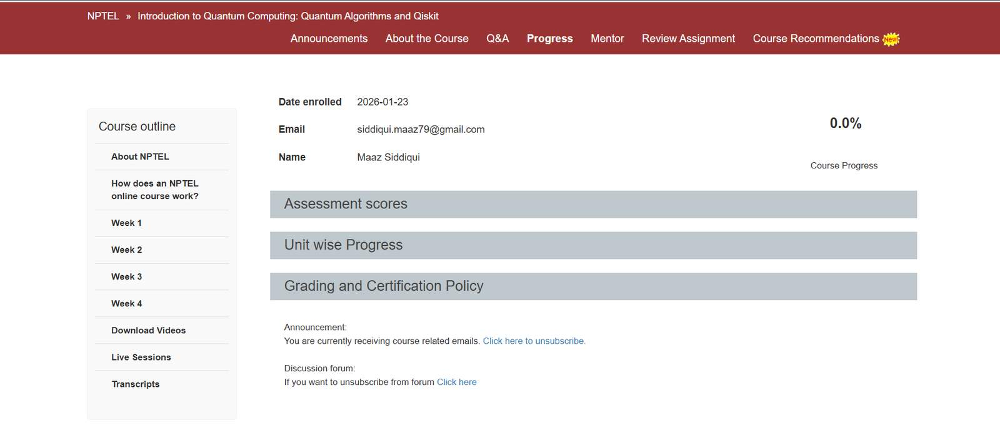 NPTEL » Introduction to Quantum Computing: Quantum Algorithms and Qiskit
Announcements About the Course Q&A Progress Mentor Review Assignment Course Recommendations New!
Course outline
About NPTEL
How does an NPTEL
online course work?
Week 1
Week 2
Week 3
Week 4
Download Videos
Live Sessions
Transcripts
Date enrolled 2026-01-23
Email siddiqui.maaz79@gmail.com
Name Maaz Siddiqui
0.0%
Course Progress
Assessment scores
Unit wise Progress
Grading and Certification Policy
Announcement:
You are currently receiving course related emails. Click here to unsubscribe.
Discussion forum:
If you want to unsubscribe from forum Click here